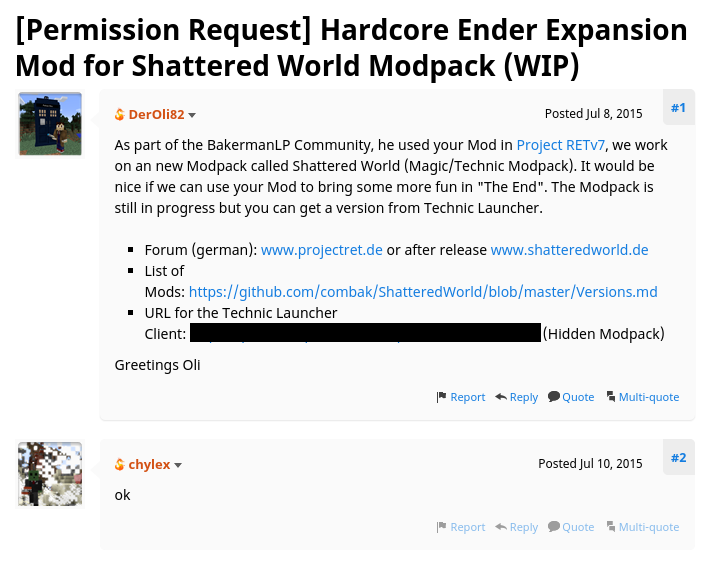 [Permission Request] Hardcore Ender Expansion
Mod for Shattered World Modpack (WIP)
DerOli82
Posted Jul 8, 2015
#1
As part of the BakermanLP Community, he used your Mod in Project RETv7, we work
on an new Modpack called Shattered World (Magic/Technic Modpack). It would be
nice if we can use your Mod to bring some more fun in "The End". The Modpack is
still in progress but you can get a version from Technic Launcher.
Forum (german): www.projectret.de or after release www.shatteredworld.de
List of
Mods: https://github.com/combak/ShatteredWorld/blob/master/Versions.md
URL for the Technic Launcher
Client: (Hidden Modpack)
Greetings Oli
Report Reply Quote Multi-quote
chylex
Posted Jul 10, 2015
#2
ok
Report Reply Quote Multi-quote